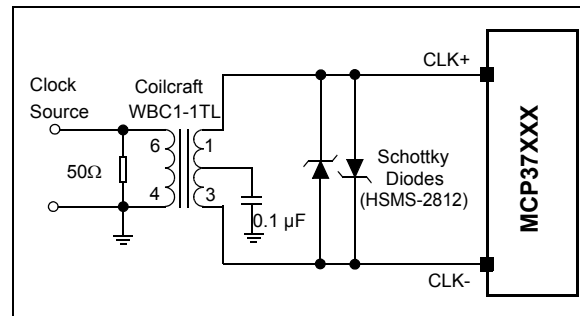 Clock
Source
Coilcraft
WBC1-1TL
6
1
50Ω
4
3
0.1 µF
CLK+
Schottky
Diodes
(HSMS-2812)
CLK-
MCP37XXX